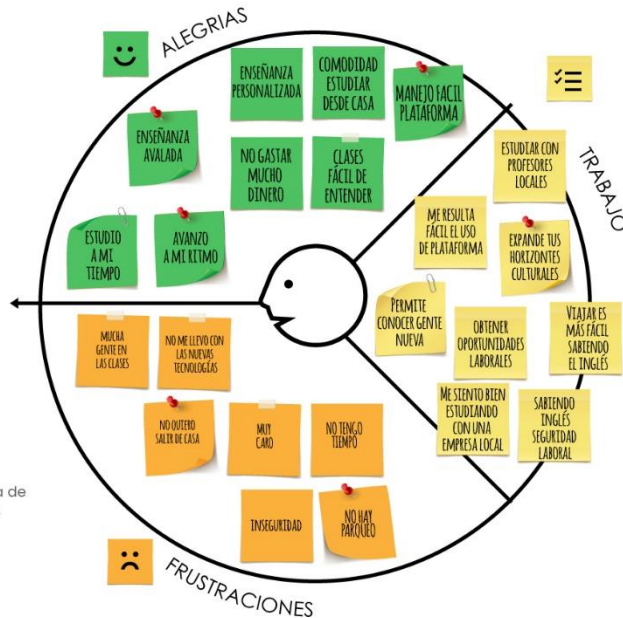 ALEGRIAS
ENSEÑANZA
PERSONALIZADA
COMODIDAD
ESTUDIAR
DESDE CASA
MANEJO FACIL
PLATAFORMA
ENSEÑANZA
AVALADA
NO GASTAR
MUCHO
DINERO
CLASES
FÁCIL DE
ENTENDER
ESTUDIO
A MI
TIEMPO
AVANZO
A MI RITMO
TRABAJO
ESTUDIAR CON
PROFESORES
LOCALES
ME RESULTA
FÁCIL EL USO
DE PLATAFORMA
EXPANDE TUS
HORIZONTES
CULTURALES
PERMITE
CONOCER GENTE
NUEVA
OBTENER
OPORTUNIDADES
LABORALES
VIAJAR ES
MÁS FÁCIL
SABIENDO
EL INGLÉS
ME SIENTO BIEN
ESTUDIANDO
CON UNA
EMPRESA LOCAL
SABIENDO
INGLÉS
SEGURIDAD
LABORAL
MUCHA
GENTE EN
LAS CLASES
NO ME LLEVO CON
LAS NUEVAS
TECNOLOGÍAS
NO QUIERO
SALIR DE CASA
MUY
CARO
NO TENGO
TIEMPO
INSEGURIDAD
NO HAY
PARQUEO
de
FRUSTRACIONES